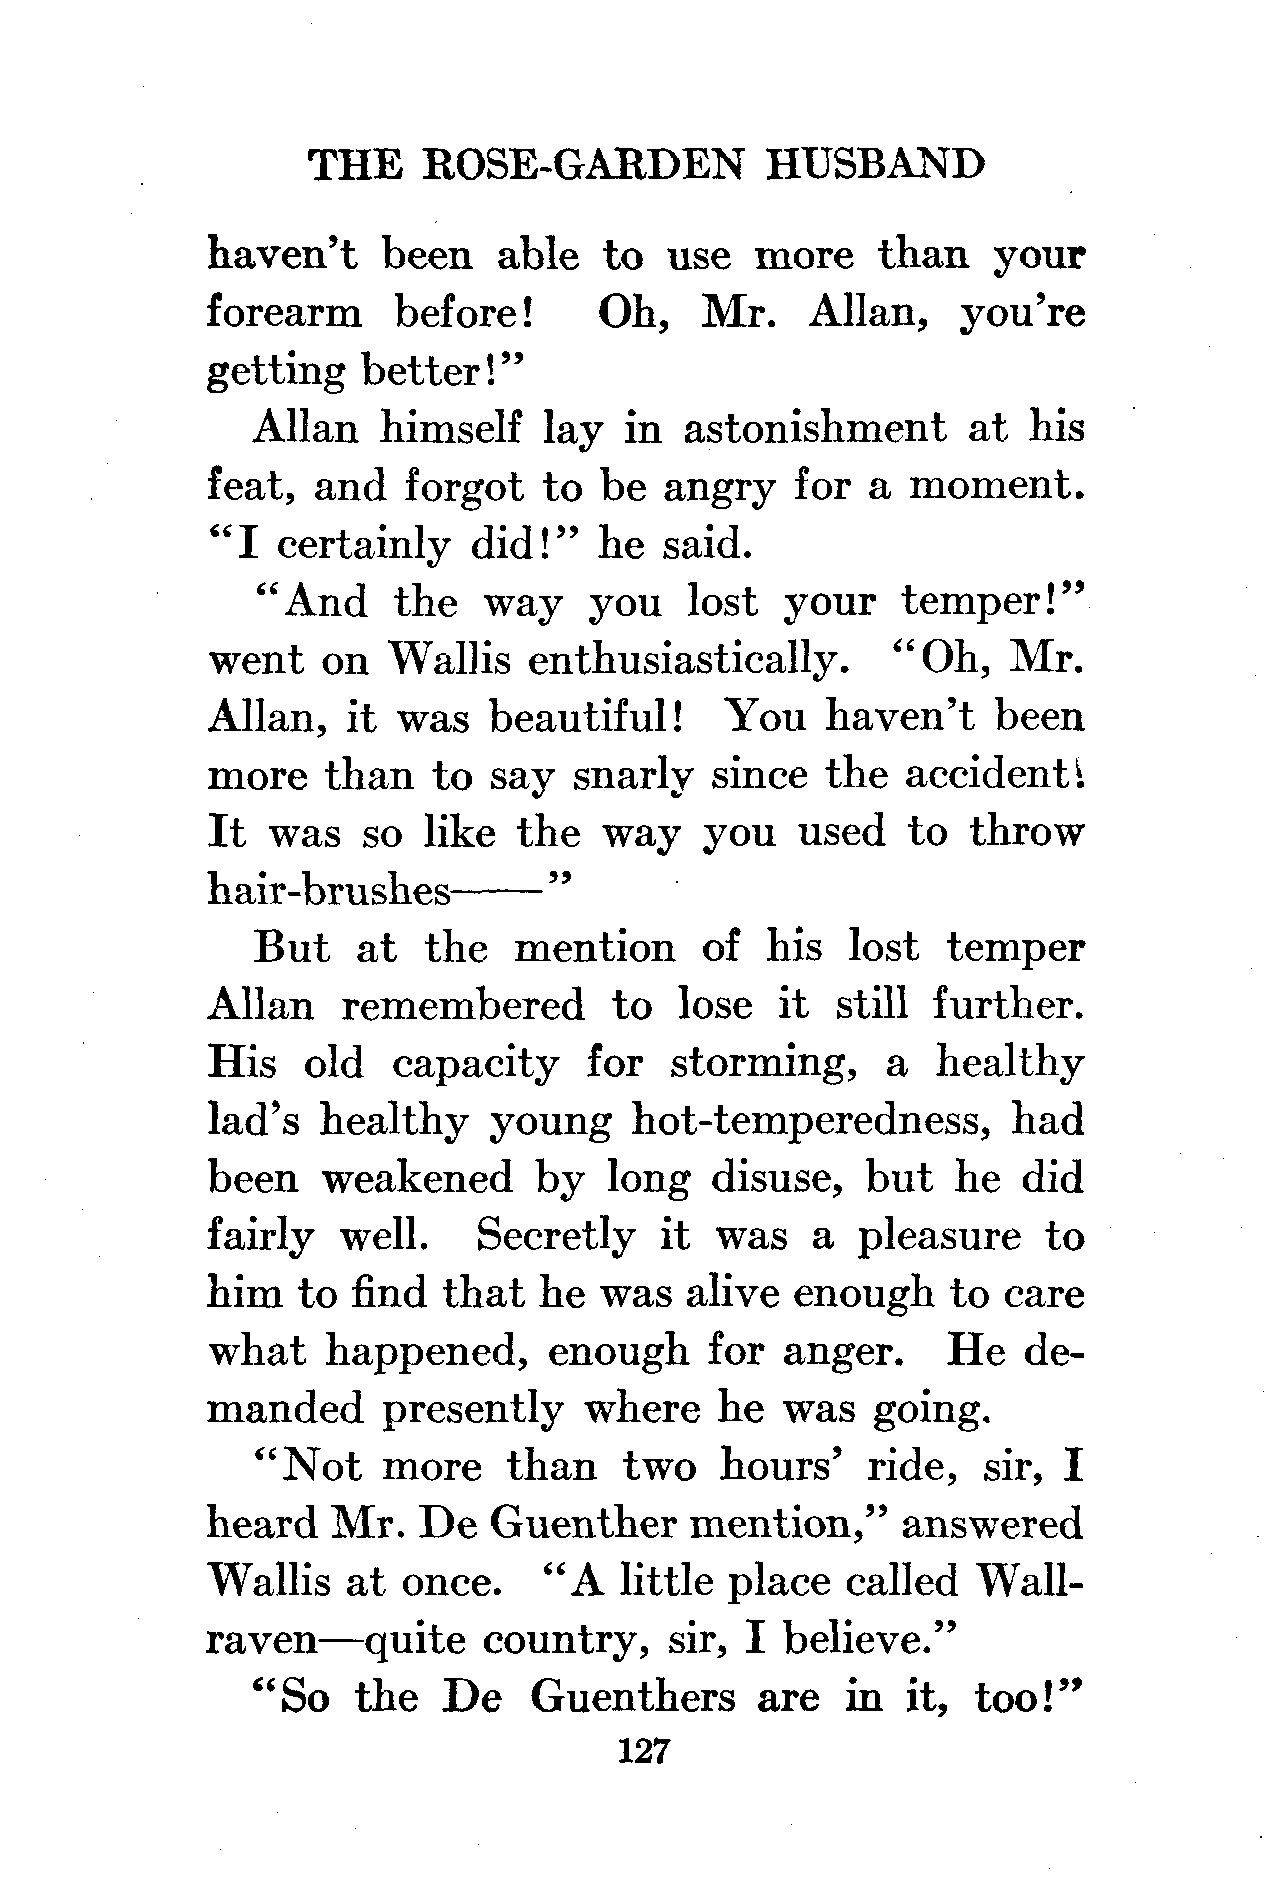 THE ROSE-GARDEN HUSBAND
haven't been able to use more than your
forearm before! Oh, Mr. Allan, you're
getting better!"
Allan himself lay in astonishment at his
feat, and forgot to be angry for a moment.
"I certainly did!" he said.
"And the way you lost your temper!"
went on Wallis enthusiastically. "Oh, Mr.
Allan, it was beautiful! You haven't been
more than to say snarly since the accident!
It was so like the way you used to throw
hair-brushes——"
But at the mention of his lost temper
Allan remembered to lose it still further.
His old capacity for storming, a healthy
lad's healthy young hot-temperedness, had
been weakened by long disuse, but he did
fairly well. Secretly it was a pleasure to
him to find that he was alive enough to care
what happened, enough for anger. He de-
manded presently where he was going.
"Not more than two hours' ride, sir, I
heard Mr. De Guenther mention," answered
Wallis at once. "A little place called Wall-
raven—quite country, sir, I believe."
"So the De Guenthers are in it, too!"
127